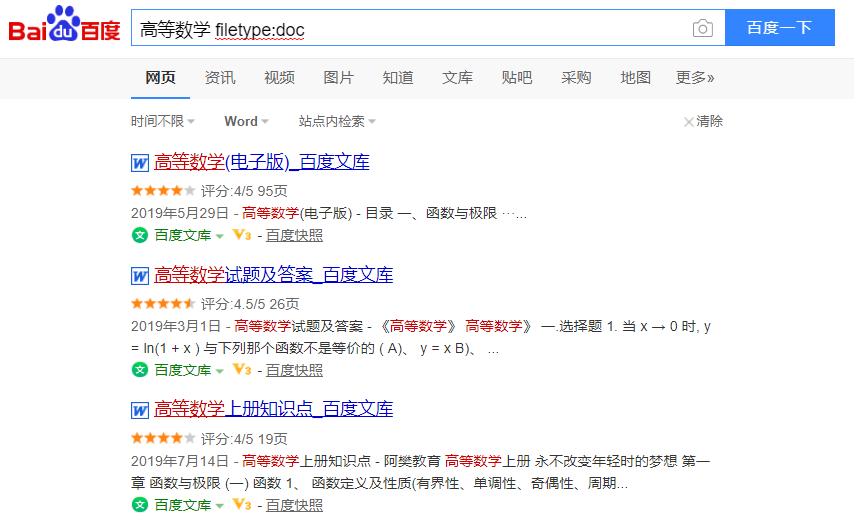 Bai du 百度 高等数学 filetype:doc 百度一下
网页 资讯 视频 图片 知道 文库 贴吧 采购 地图 更多»
时间不限 Word 站点内检索 清除
W 高等数学(电子版)_百度文库
评分:4/5 95页
2019年5月29日 - 高等数学(电子版) - 目录 一、函数与极限 …...
文 百度文库 V3 - 百度快照
W 高等数学试题及答案_百度文库
评分:4.5/5 26页
2019年3月1日 - 高等数学试题及答案 - 《高等数学》 高等数学》 一.选择题 1. 当 x → 0 时, y
= ln(1 + x ) 与下列那个函数不是等价的 ( A)、 y = x B)、 ...
文 百度文库 V3 - 百度快照
W 高等数学上册知识点_百度文库
评分:4/5 19页
2019年7月14日 - 高等数学上册知识点 - 阿樊教育 高等数学上册 永不改变年轻时的梦想 第一
章 函数与极限 (一) 函数 1、 函数定义及性质(有界性、单调性、奇偶性、周期...
文 百度文库 V3 - 百度快照